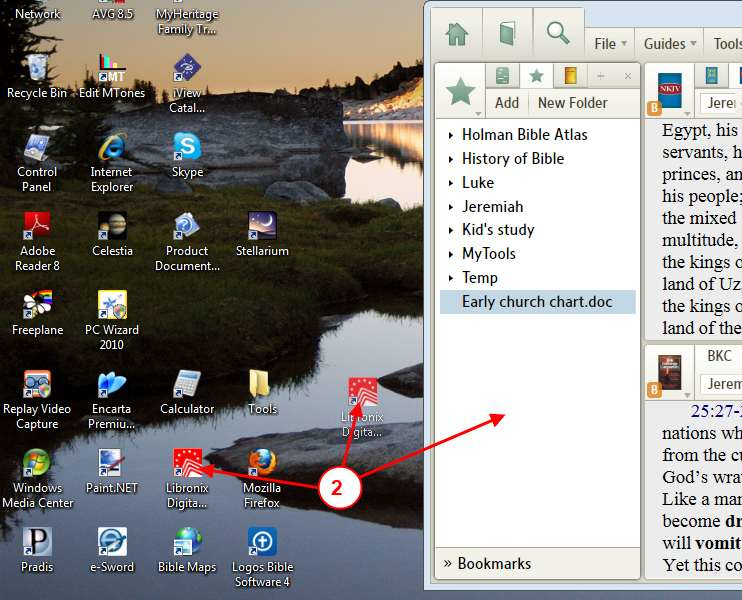 Network
AVG 8.5
MyHeritage
Family Tr...
Recycle Bin
MT
Edit MTones
iView
Catal...
Control
Panel
Internet
Explorer
Skype
Adobe
Reader 8
Celestia
Product
Document...
Stellarium
Freeplane
PC Wizard
2010
Replay Video
Capture
Encarta
Premiu...
Calculator
Tools
Libronix
Digita...
Windows
Media Center
Paint.NET
Libronix
Digita...
Mozilla
Firefox
2
Pradis
e-Sword
Bible Maps
Logos Bible
Software 4
File
Guides
Tools
Add
New Folder
Holman Bible Atlas
History of Bible
Luke
Jeremiah
Kid's study
MyTools
Temp
Early church chart.doc
» Bookmarks
NKJV
B
Jerem
Egypt, his
servants, h
princes, an
his people;
the mixed
multitude,
the kings o
land of Uz
the kings o
land of the
B
BKC
Jerem
25:27-
nations wh
from the cu
God's wra
Like a man
become dr
will vomit
Yet this co